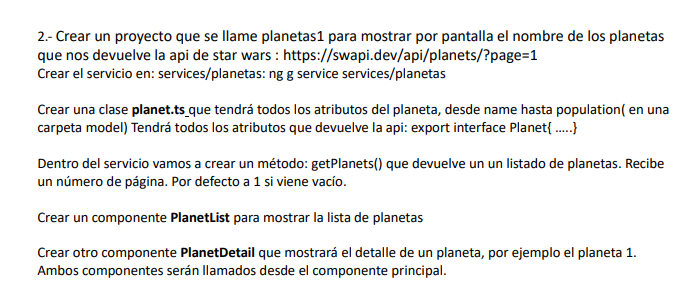 2.- Crear un proyecto que se llame planetas1 para mostrar por pantalla el nombre de los planetas
que nos devuelve la api de star wars : https://swapi.dev/api/planets/?page=1
Crear el servicio en: services/planetas: ng g service services/planetas
Crear una clase planet.ts que tendrá todos los atributos del planeta, desde name hasta population( en una
carpeta model) Tendrá todos los atributos que devuelve la api: export interface Planet{ .....}
Dentro del servicio vamos a crear un método: getPlanets() que devuelve un un listado de planetas. Recibe
un número de página. Por defecto a 1 si viene vacío.
Crear un componente PlanetList para mostrar la lista de planetas
Crear otro componente PlanetDetail que mostrará el detalle de un planeta, por ejemplo el planeta 1.
Ambos componentes serán llamados desde el componente principal.